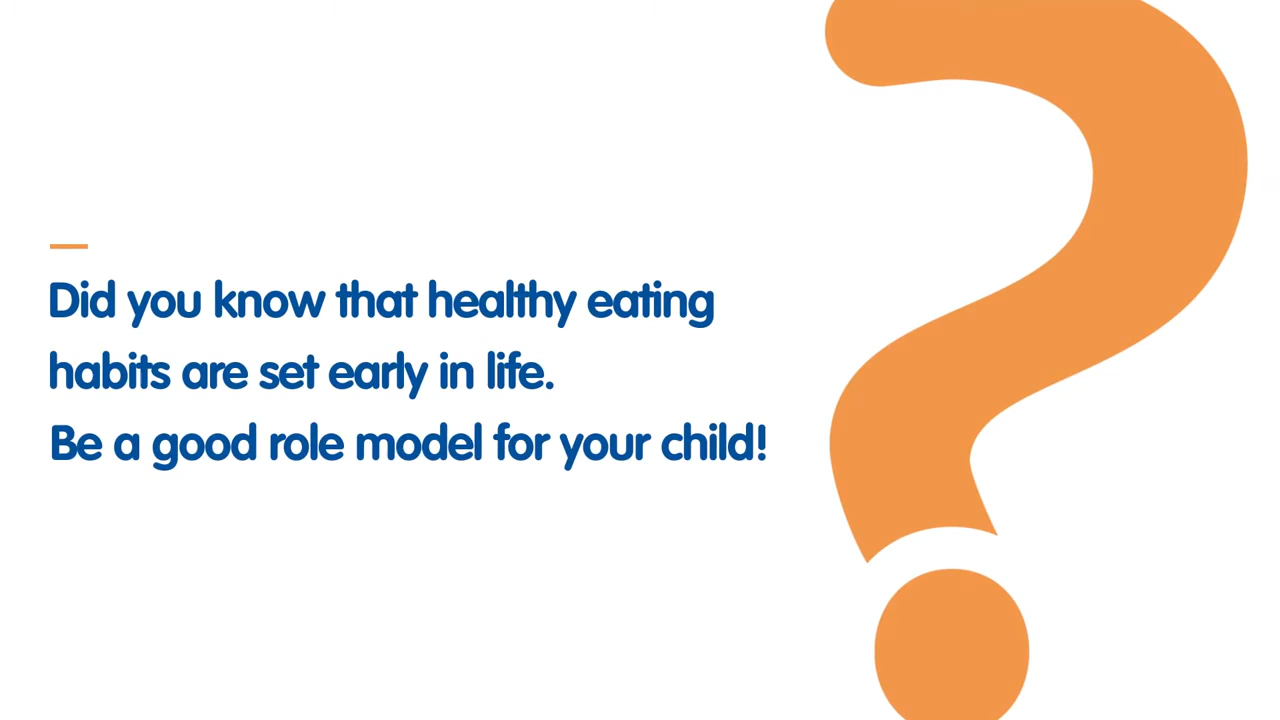 Did you know that healthy eating
habits are set early in life.
Be a good role model for your child!